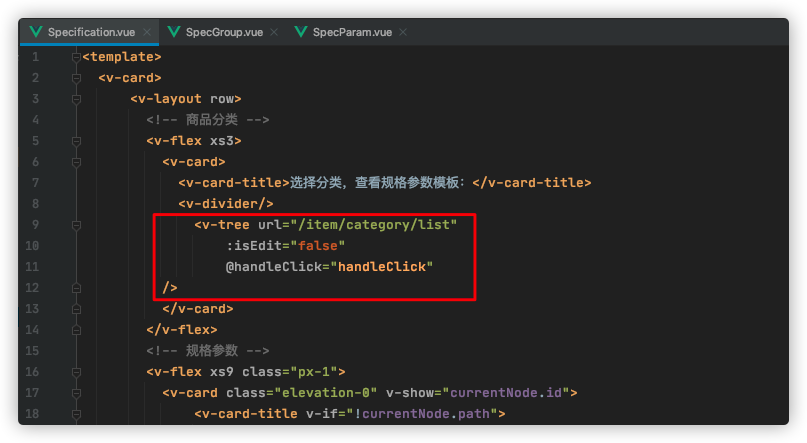 Specification.vue SpecGroup.vue SpecParam.vue
1 <template>
2 <v-card>
3 <v-layout row>
4 <!-- 商品分类 -->
5 <v-flex xs3>
6 <v-card>
7 <v-card-title>选择分类，查看规格参数模板：</v-card-title>
8 <v-divider/>
9 <v-tree url="/item/category/list"
10 :isEdit="false"
11 @handleClick="handleClick"
12 />
13 </v-card>
14 </v-flex>
15 <!-- 规格参数 -->
16 <v-flex xs9 class="px-1">
17 <v-card class="elevation-0" v-show="currentNode.id">
18 <v-card-title v-if="!currentNode.path">